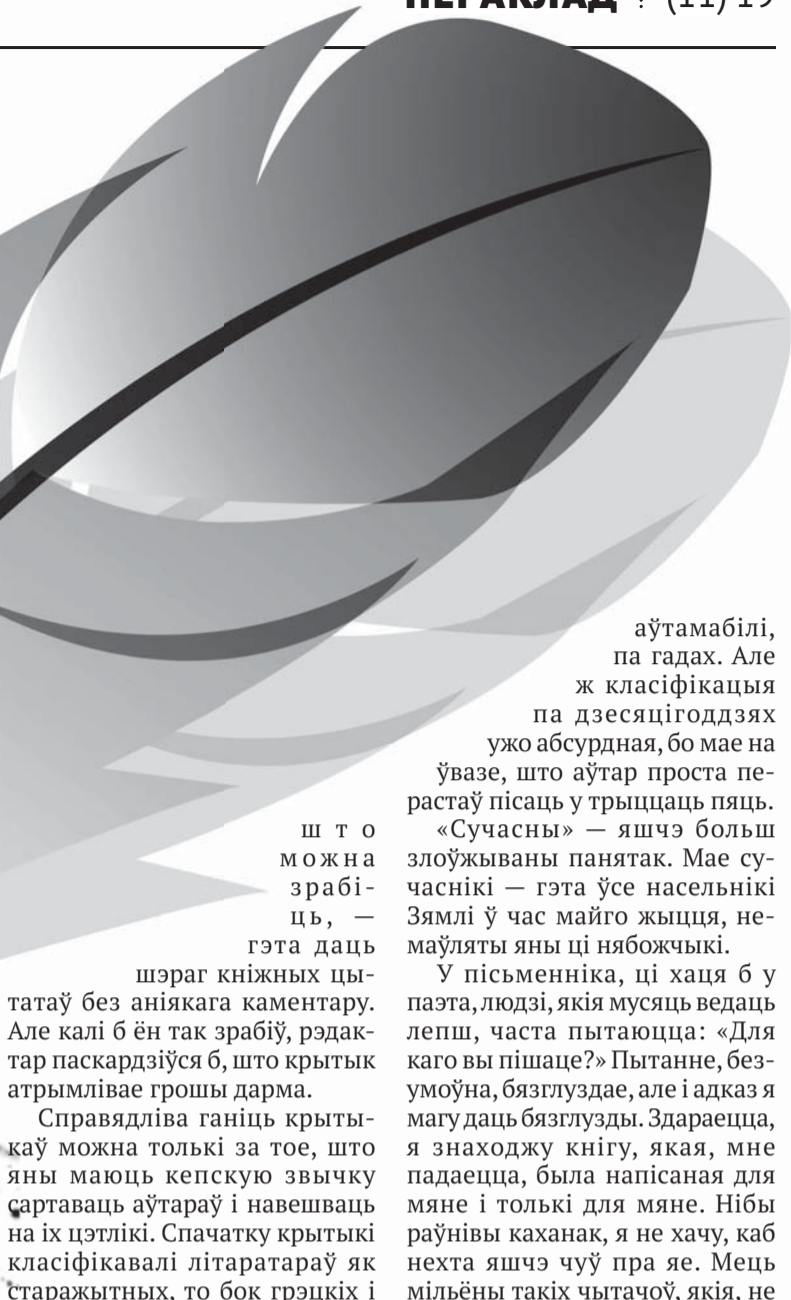 ПЕРАКЛАД
(11) 19
ш т о
можна
зрабі-
ць, —
гэта даць
шэраг кніжных цы-
татаў без аніякага каментару.
Але калі б ён так зрабіў, рэдак-
тар паскардзіўся б, што крытык
атрымлівае грошы дарма.
Справядліва ганіць крыты-
каў можна толькі за тое, што
яны маюць кепскую звычку
сартаваць аўтараў і навешваць
на іх цэтлікі. Спачатку крытыкі
класіфікавалі літаратараў як
старажытных, то бок грэцкіх і
аўтамабілі,
па гадах. Але
ж класіфікацыя
па дзесяцігоддзях
ужо абсурдная, бо мае на
ўвазе, што аўтар проста пе-
растаў пісаць у трыццаць пяць.
«Сучасны» — яшчэ больш
злоўжываны панятак. Мае су-
часнікі — гэта ўсе насельнікі
Зямлі ў час майго жыцця, не-
маўляты яны ці нябожчыкі.
У пісьменніка, ці хаця б у
паэта, людзі, якія мусяць ведаць
лепш, часта пытаюцца: «Для
каго вы пішаце?» Пытанне, без-
умоўна, бязглуздае, але і адказ я
магу даць бязглузды. Здараецца,
я знаходжу кнігу, якая, мне
падаецца, была напісаная для
мяне і толькі для мяне. Нібы
раўнівы каханак, я не хачу, каб
нехта яшчэ чуў пра яе. Мець
мільёны такіх чытачоў, якія, не